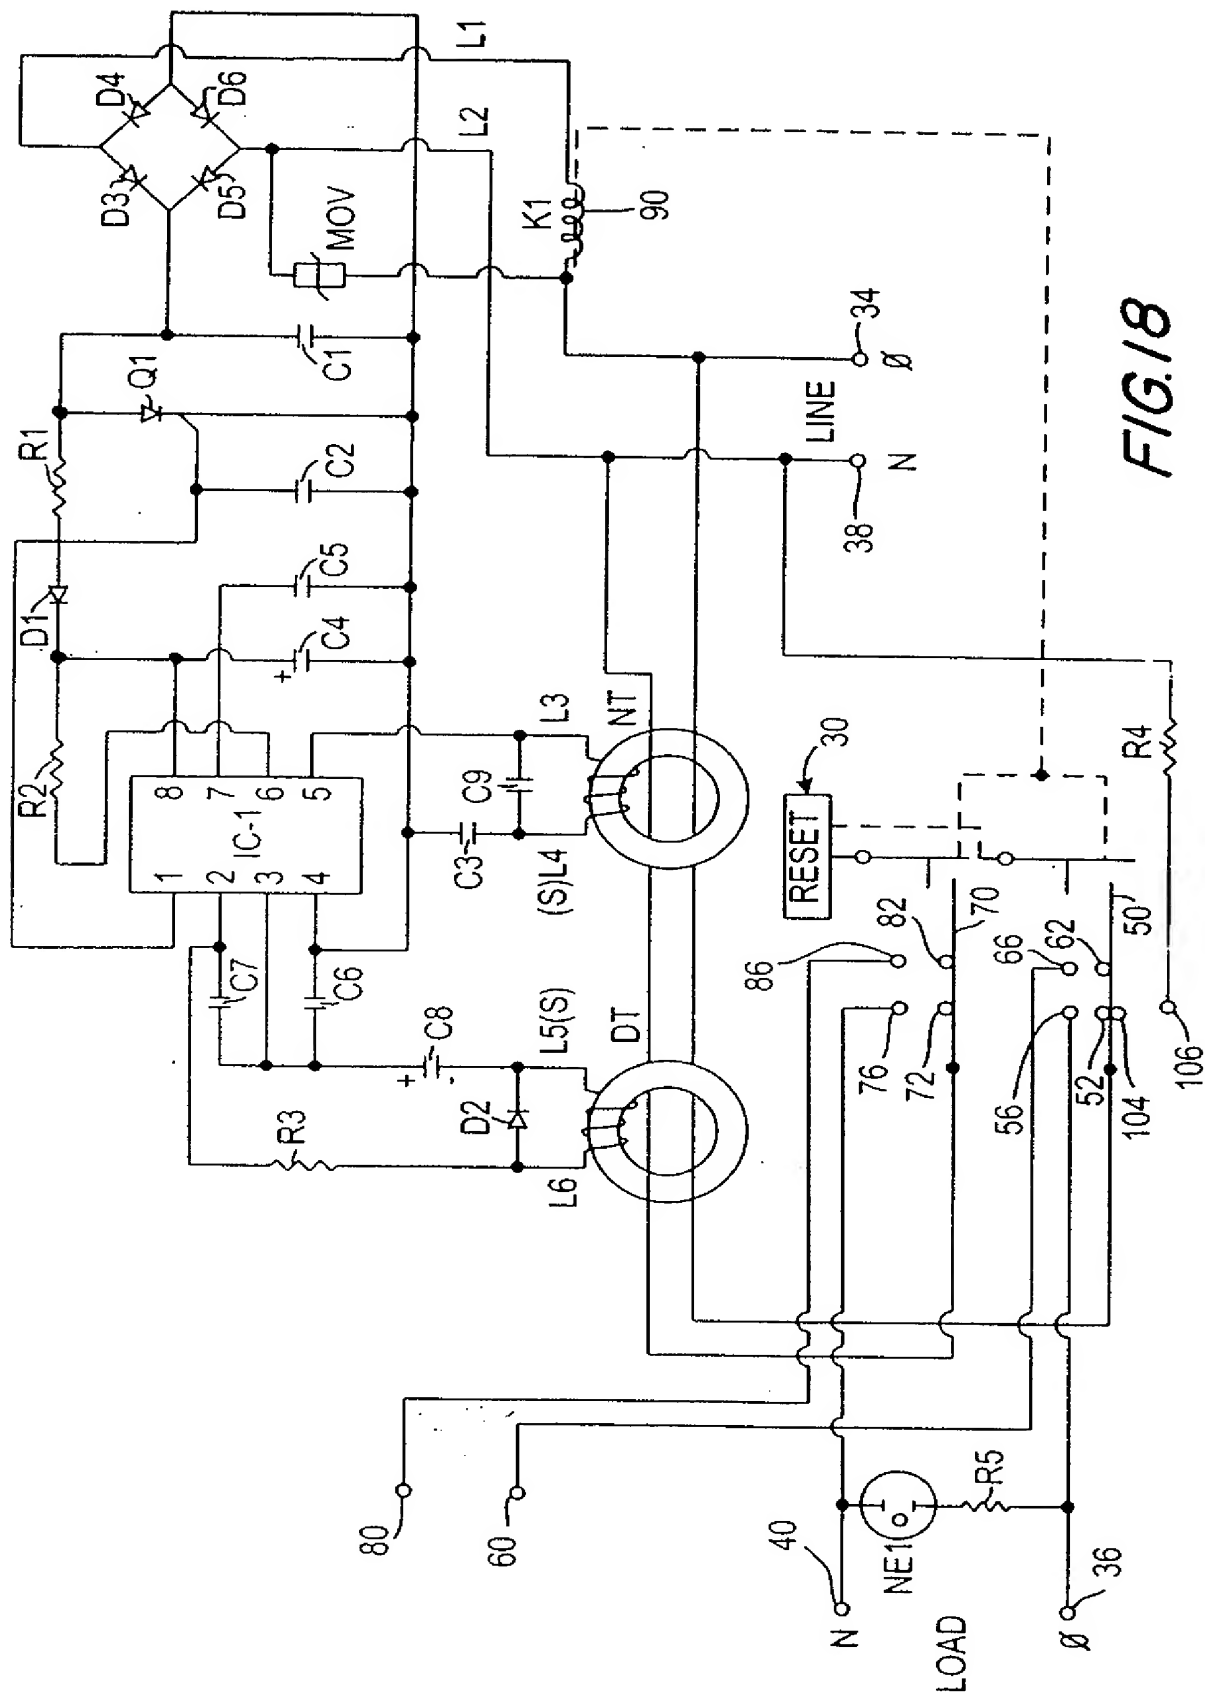 D4
D6
D3
D5
L1
L2
MOV
K1
90
Q1
C1
R1
C2
D1
C5
C4
+
R2
8
7
6
5
IC-1
1
2
3
4
C3
C9
L3
(S)L4
NT
C7
C6
C8
+
-
R3
D2
L5(S)
L6
DT
34
Ø
LINE
N
38
30
RESET
R4
86
82
70
76
72
66
62
50
56
52
104
106
80
60
40
N
NE1
R5
LOAD
Ø
36
FIG.18